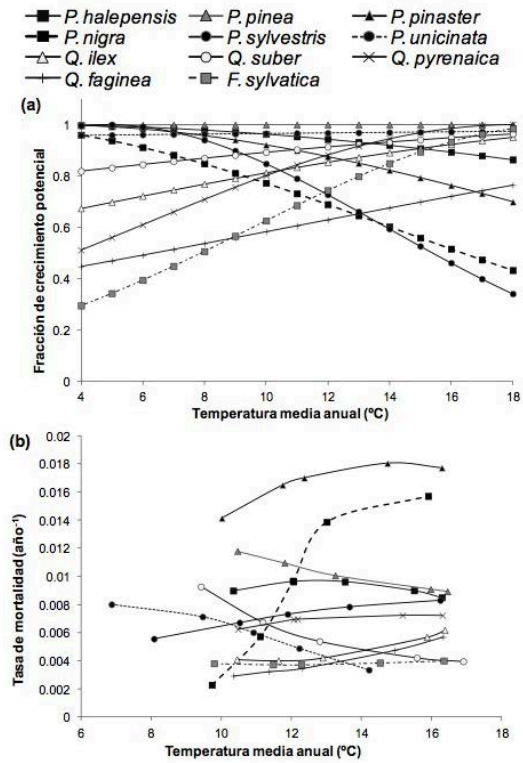 P. halepensis P. pinea P. pinaster
P. nigra P. sylvestris P. unicinata
Q. ilex Q. suber Q. pyrenaica
Q. faginea F. sylvatica
(a)
Fracción de crecimiento potencial
1
0.8
0.6
0.4
0.2
0
4 6 8 10 12 14 16 18
Temperatura media anual (ºC)
(b)
Tasa de mortalidad (año⁻¹)
0.02
0.018
0.016
0.014
0.012
0.01
0.008
0.006
0.004
0.002
0
6 8 10 12 14 16 18
Temperatura media anual (ºC)